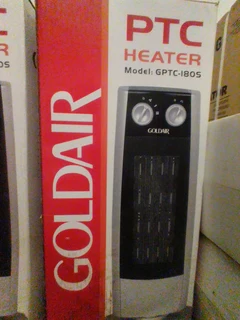 PTC
HEATER
Model: GPTC-180S
GOLDAIR
GOLDAIR